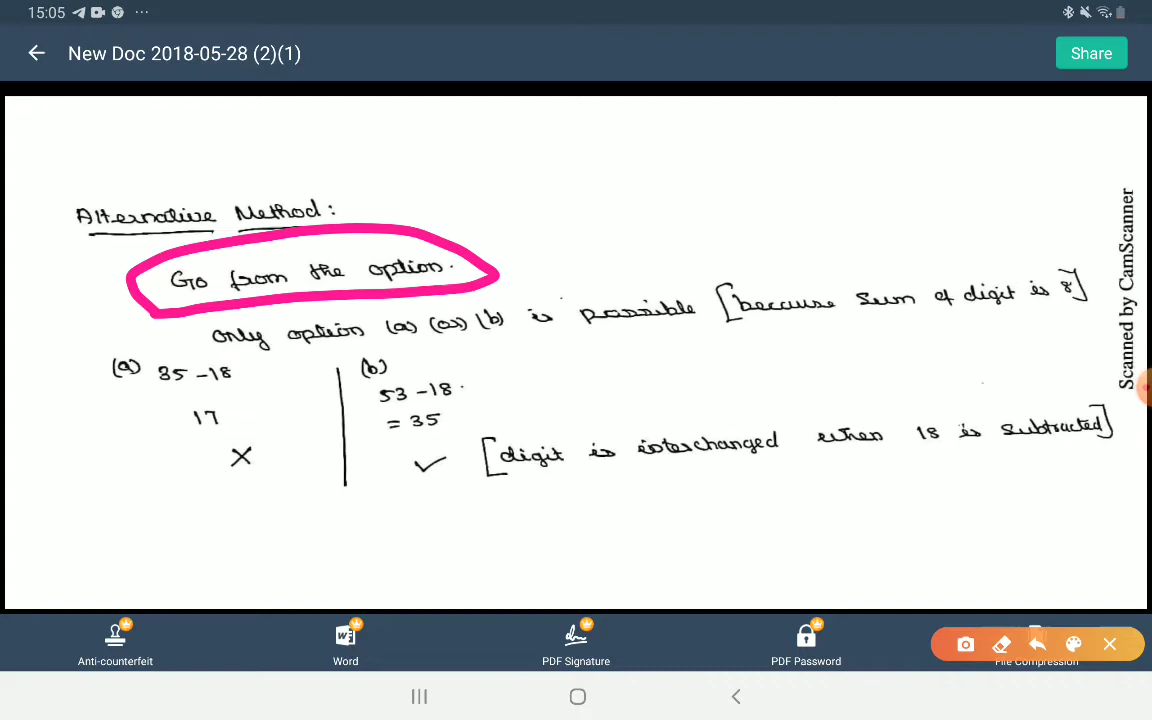 15:05
New Doc 2018-05-28 (2)(1)
Share
Alternative Method:
Go from the option.
only option (a) (or) (b) is possible [because sum of digit is 8]
(a) 35 - 18
17
(b)
53 - 18
= 35
[digit is interchanged when 18 is subtracted]
Scanned by CamScanner
Anti-counterfeit
Word
PDF Signature
PDF Password
File Compression